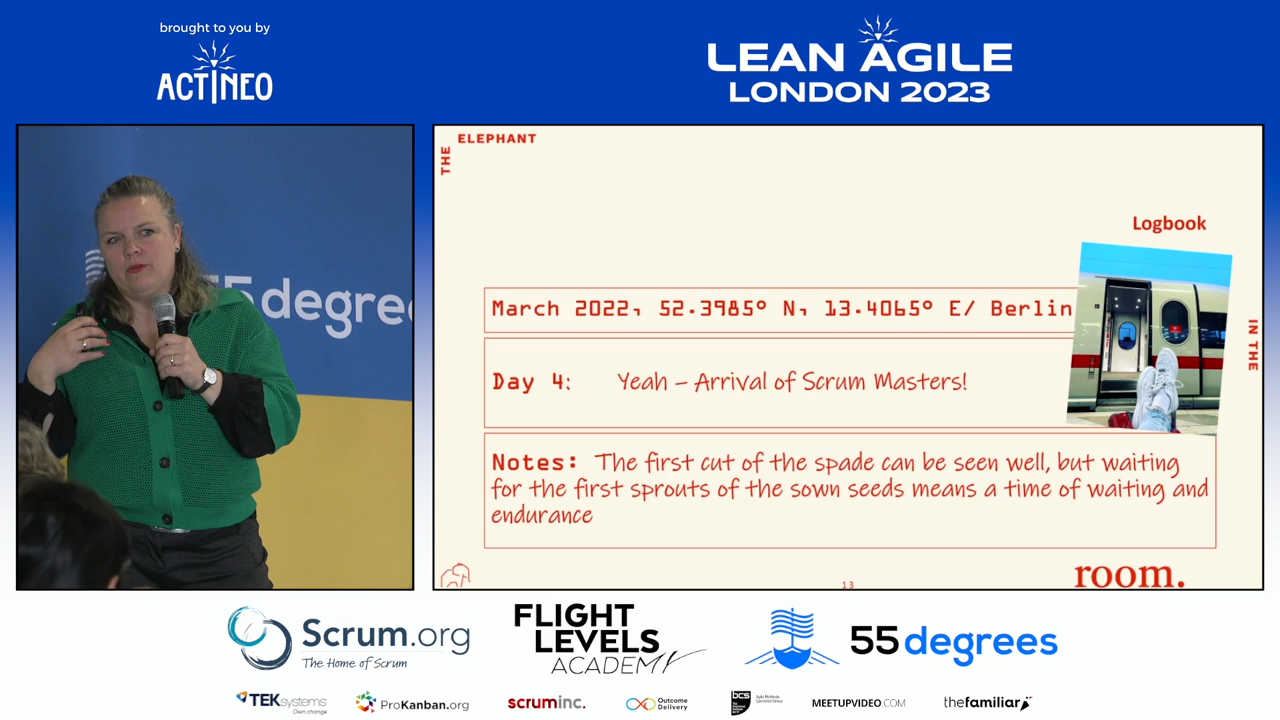 brought to you by
ACTINEO
LEAN AGILE
LONDON 2023
55degre
THE
ELEPHANT
Logbook
March 2022, 52.3985° N, 13.4065° E/ Berlin
Day 4: Yeah – Arrival of Scrum Masters!
Notes: The first cut of the spade can be seen well, but waiting
for the first sprouts of the sown seeds means a time of waiting and
endurance
IN THE
13
room.
Scrum.org
The Home of Scrum
FLIGHT
LEVELS
ACADEMY
55degrees
TEKsystems
Own change
ProKanban.org
scruminc.
Outcome
Delivery
bcs
MEETUPVIDEO.COM
thefamiliar